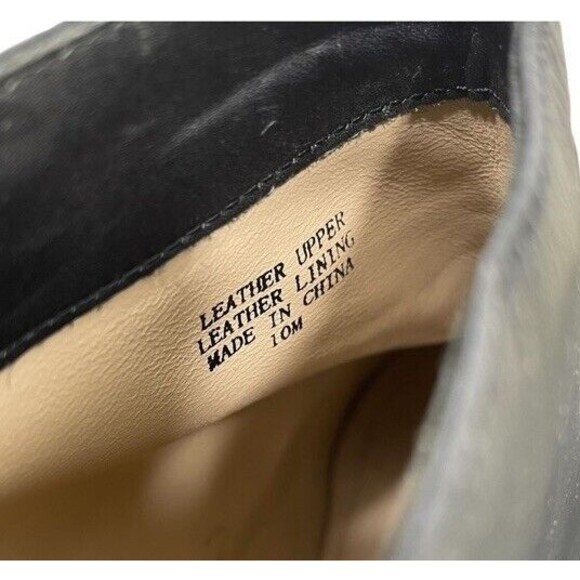 LEATHER UPPER
LEATHER LINING
MADE IN CHINA
10M